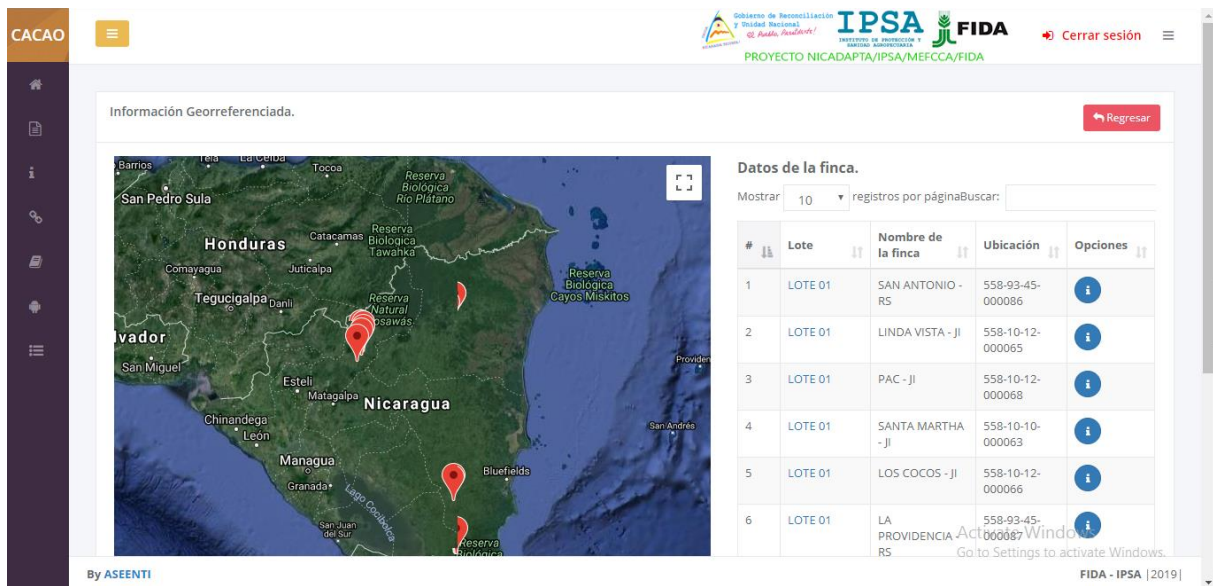 CACAO
Gobierno de Reconciliación
y Unidad Nacional
El Pueblo, Presidente!
IPSA
INSTITUTO DE PROTECCIÓN Y
SANIDAD AGROPECUARIA
FIDA
PROYECTO NICADAPTA/IPSA/MEFCCA/FIDA
Cerrar sesión
Información Georreferenciada.
Regresar
Barrios
Tela
La Ceiba
Tocoa
San Pedro Sula
Reserva
Biológica
Río Plátano
Honduras
Catacamas
Reserva
Biologica
Tawahka
Comayagua
Juticalpa
Tegucigalpa
Danlí
Reserva
Natural
osawás
Reserva
Biológica
Cayos Miskitos
lvador
San Miguel
Providen
Estelí
Matagalpa
Nicaragua
Chinandega
León
San Andrés
Managua
Bluefields
Granada
Lago Cocibolca
San Juan
del Sur
Reserva
Biológica
Datos de la finca.
Mostrar 10 registros por páginaBuscar:
# Lote Nombre de la finca Ubicación Opciones
1 LOTE 01 SAN ANTONIO - RS 558-93-45-000086
2 LOTE 01 LINDA VISTA - JI 558-10-12-000065
3 LOTE 01 PAC - JI 558-10-12-000068
4 LOTE 01 SANTA MARTHA - JI 558-10-10-000063
5 LOTE 01 LOS COCOS - JI 558-10-12-000066
6 LOTE 01 LA PROVIDENCIA - RS 558-93-45-000087
Activate Windows
Go to Settings to activate Windows.
By ASEENTI
FIDA - IPSA |2019|